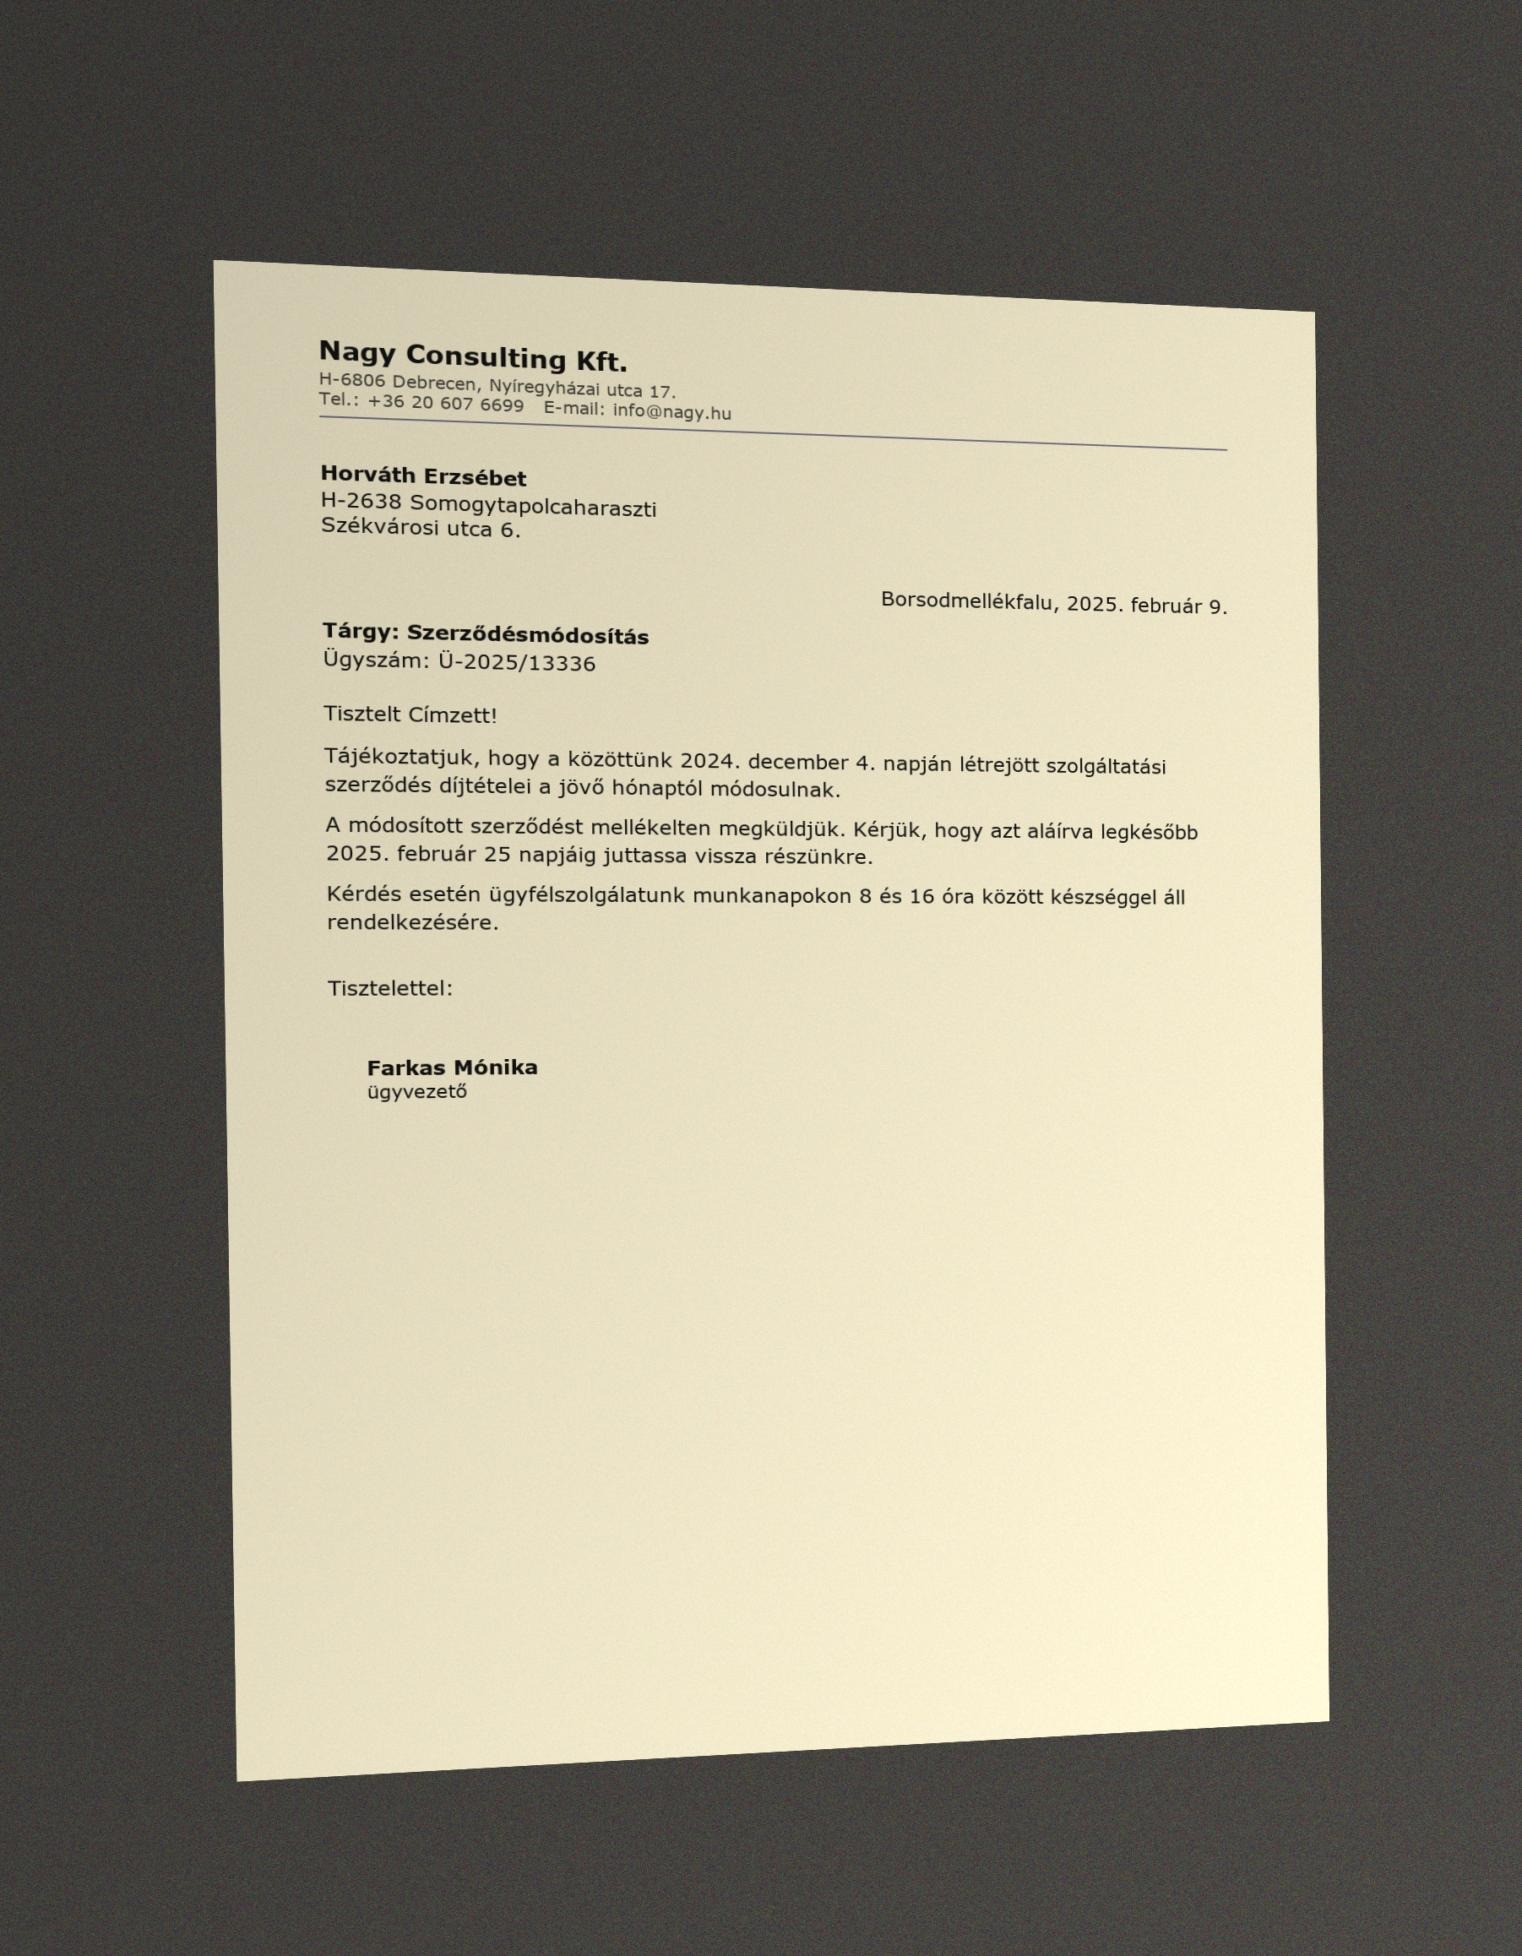 Nagy Consulting Kft.
H-6806 Debrecen, Nyíregyházai utca 17.
Tel.: +36 20 607 6699 E-mail: info@nagy.hu
Horváth Erzsébet
H-2638 Somogytapolcaharaszti
Székvárosi utca 6.
Borsodmellékfalu, 2025. február 9.
Tárgy: Szerződésmódosítás
Ügyszám: Ü-2025/13336
Tisztelt Címzett!
Tájékoztatjuk, hogy a közöttünk 2024. december 4. napján létrejött szolgáltatási
szerződés díjtételei a jövő hónaptól módosulnak.
A módosított szerződést mellékelten megküldjük. Kérjük, hogy azt aláírva legkésőbb
2025. február 25 napjáig juttassa vissza részünkre.
Kérdés esetén ügyfélszolgálatunk munkanapokon 8 és 16 óra között készséggel áll
rendelkezésére.
Tisztelettel:
Farkas Mónika
ügyvezető